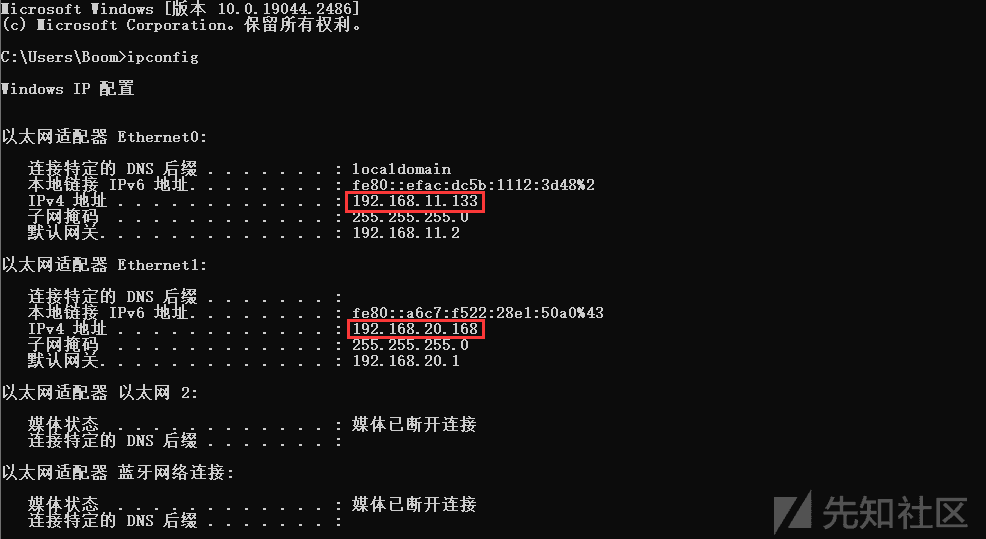 Microsoft Windows [版本 10.0.19044.2486]
(c) Microsoft Corporation。保留所有权利。
C:\Users\Boom>ipconfig
Windows IP 配置
以太网适配器 Ethernet0:
连接特定的 DNS 后缀 . . . . . . . : localdomain
本地链接 IPv6 地址. . . . . . . . : fe80::efac:dc5b:1112:3d48%2
IPv4 地址 . . . . . . . . . . . . : 192.168.11.133
子网掩码 . . . . . . . . . . . . : 255.255.255.0
默认网关. . . . . . . . . . . . . : 192.168.11.2
以太网适配器 Ethernet1:
连接特定的 DNS 后缀 . . . . . . . :
本地链接 IPv6 地址. . . . . . . . : fe80::a6c7:f522:28e1:50a0%43
IPv4 地址 . . . . . . . . . . . . : 192.168.20.168
子网掩码 . . . . . . . . . . . . : 255.255.255.0
默认网关. . . . . . . . . . . . . : 192.168.20.1
以太网适配器 以太网 2:
媒体状态 . . . . . . . . . . . . : 媒体已断开连接
连接特定的 DNS 后缀 . . . . . . . :
以太网适配器 蓝牙网络连接:
媒体状态 . . . . . . . . . . . . : 媒体已断开连接
连接特定的 DNS 后缀 . . . . . . . :
先知社区